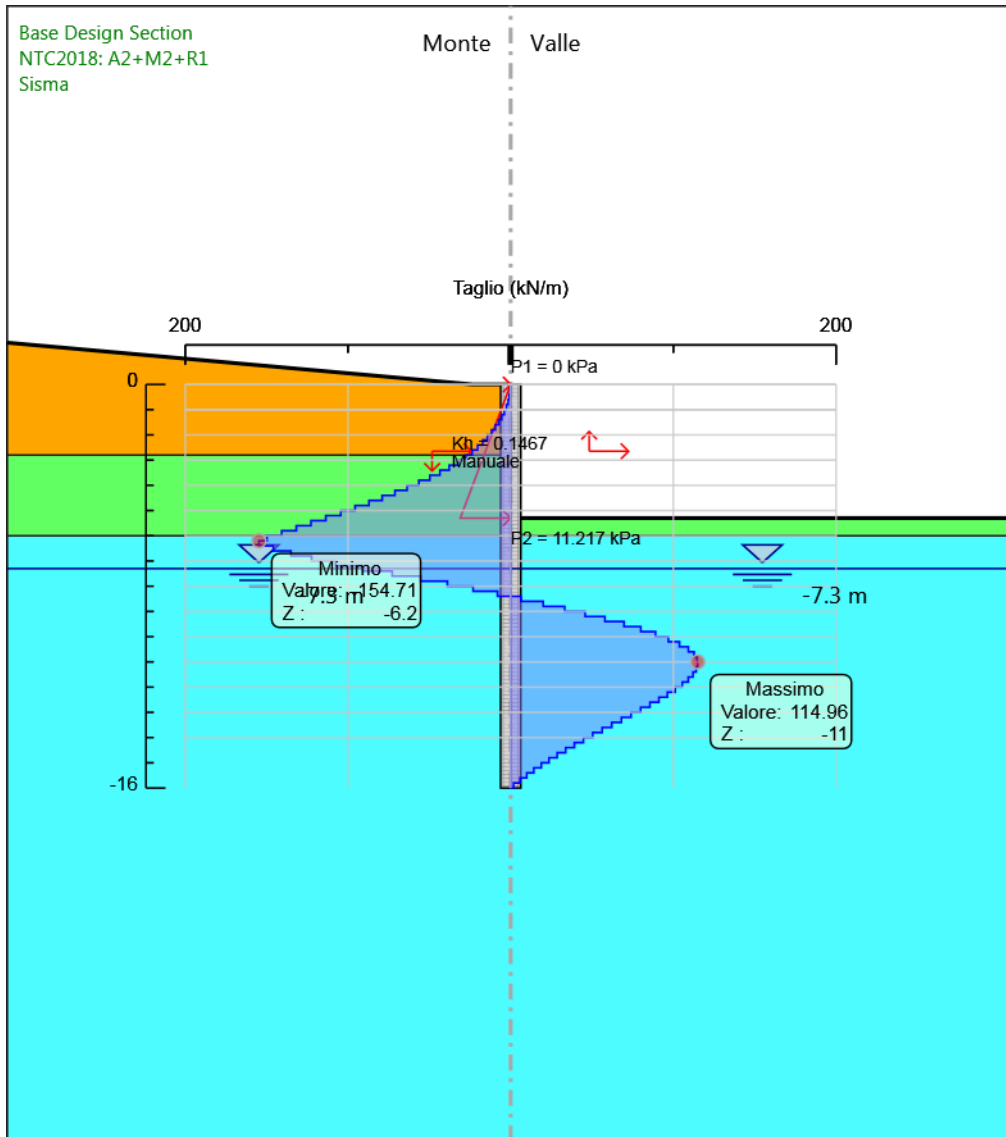 Base Design Section
NTC2018: A2+M2+R1
Sisma
Monte
Valle
Taglio (kN/m)
200
200
P1 = 0 kPa
0
Kh = 0.1467
Manuale
P2 = 11.217 kPa
Minimo
Valore: -154.71
Z : -6.2
-7.3 m
-7.3 m
Massimo
Valore: 114.96
Z : -11
-16